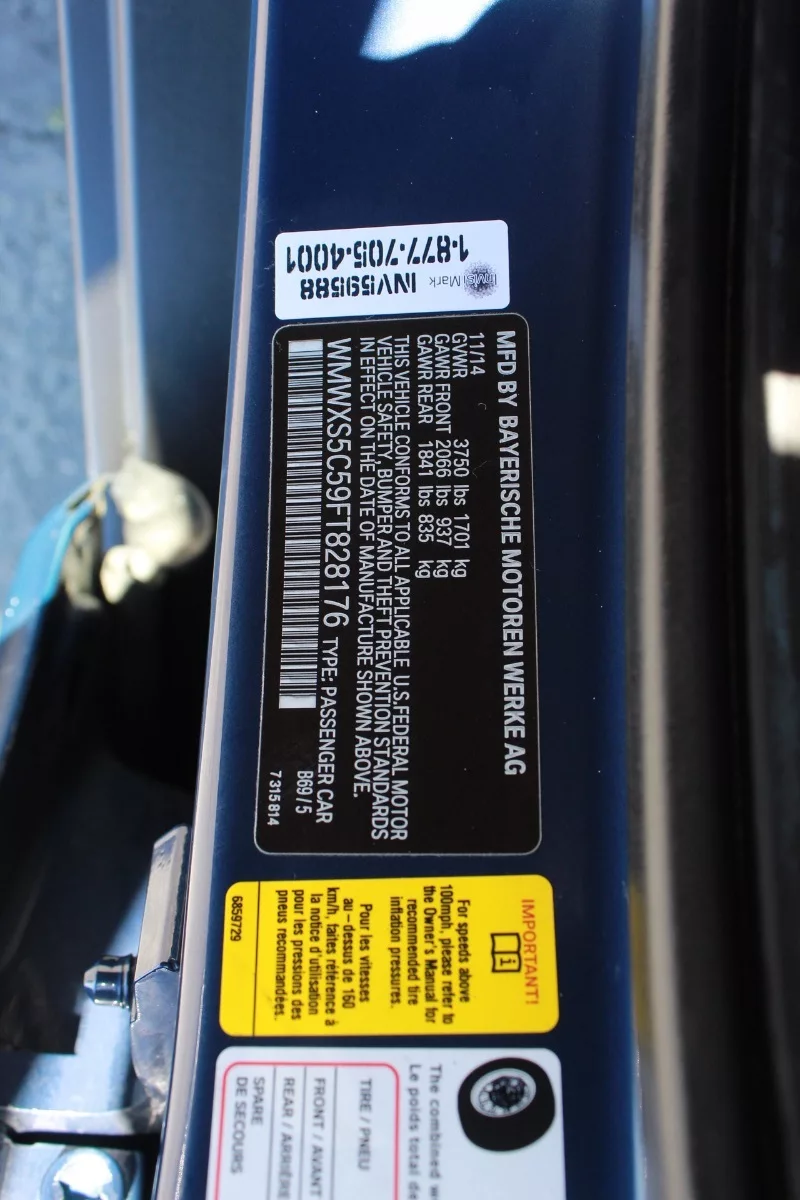 InvisiMark
INV59588
1-877-705-4001
MFD BY BAYERISCHE MOTOREN WERKE AG
11/14
GVWR 3750 lbs 1701 kg
GAWR FRONT 2066 lbs 937 kg
GAWR REAR 1841 lbs 835 kg
THIS VEHICLE CONFORMS TO ALL APPLICABLE U.S.FEDERAL MOTOR
VEHICLE SAFETY, BUMPER AND THEFT PREVENTION STANDARDS
IN EFFECT ON THE DATE OF MANUFACTURE SHOWN ABOVE.
WMWXS5C59FT828176 TYPE: PASSENGER CAR
B69/5
7 315 814
IMPORTANT!
For speeds above
100mph, please refer to
the Owner's Manual for
recommended tire
inflation pressures.
Pour les vitesses
au-dessus de 160
km/h, faites référence à
la notice d'utilisation
pour les pressions des
pneus recommandées.
6859729
The combined w
Le poids total de
TIRE / PNEU
FRONT / AVANT
REAR / ARRIÈRE
SPARE
DE SECOURS